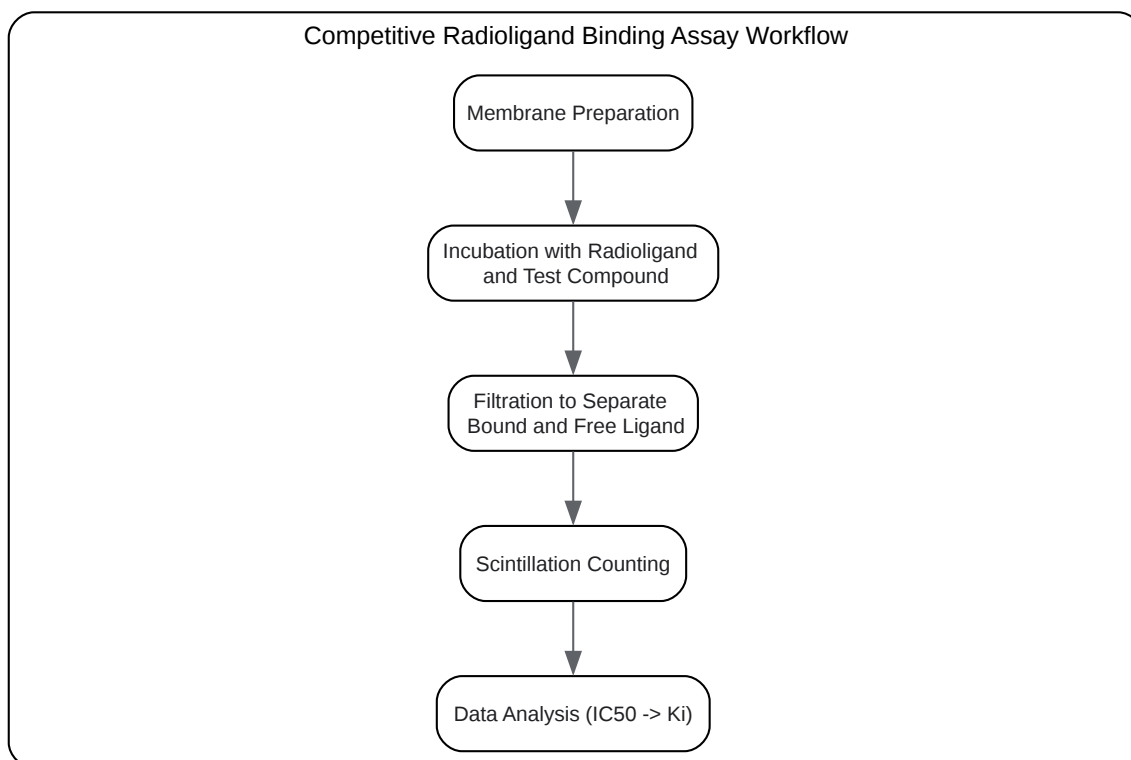 Competitive Radioligand Binding Assay Workflow
Membrane Preparation
Incubation with Radioligand
and Test Compound
Filtration to Separate
Bound and Free Ligand
Scintillation Counting
Data Analysis (IC50 -> Ki)